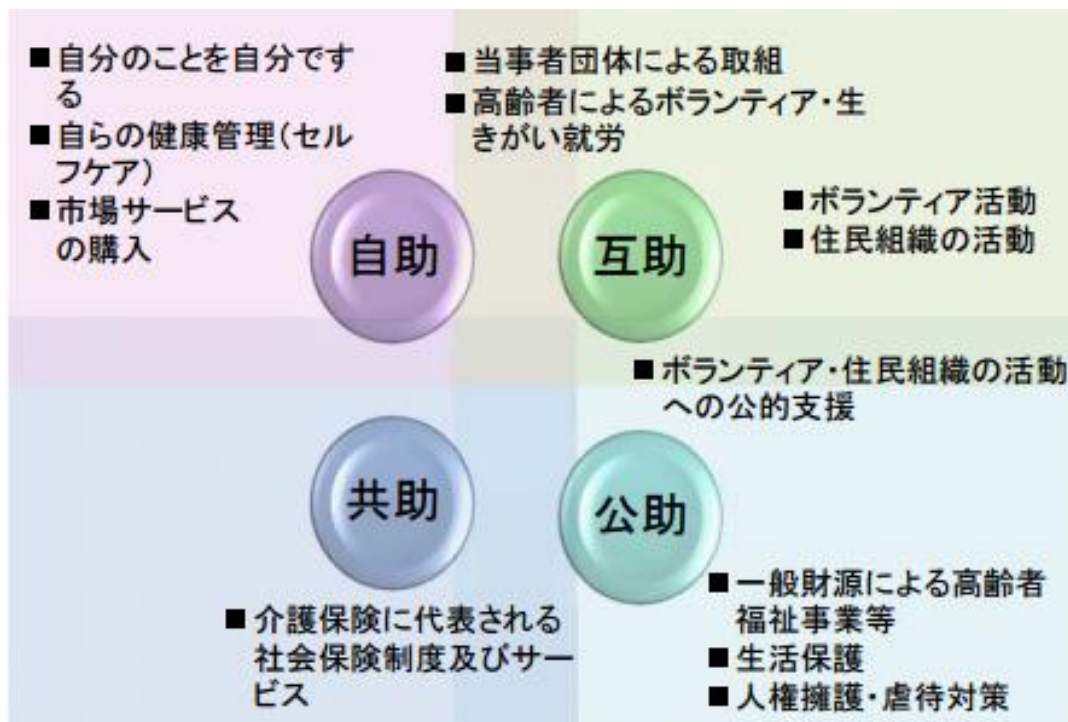 ■自分のことを自分です
る
■自らの健康管理(セル
フケア)
■市場サービス
の購入
■当事者団体による取組
■高齢者によるボランティア・生
きがい就労
自助
互助
■ボランティア活動
■住民組織の活動
■ボランティア・住民組織の活動
への公的支援
共助
公助
■介護保険に代表される
社会保険制度及びサー
ビス
■一般財源による高齢者
福祉事業等
■生活保護
■人権擁護・虐待対策